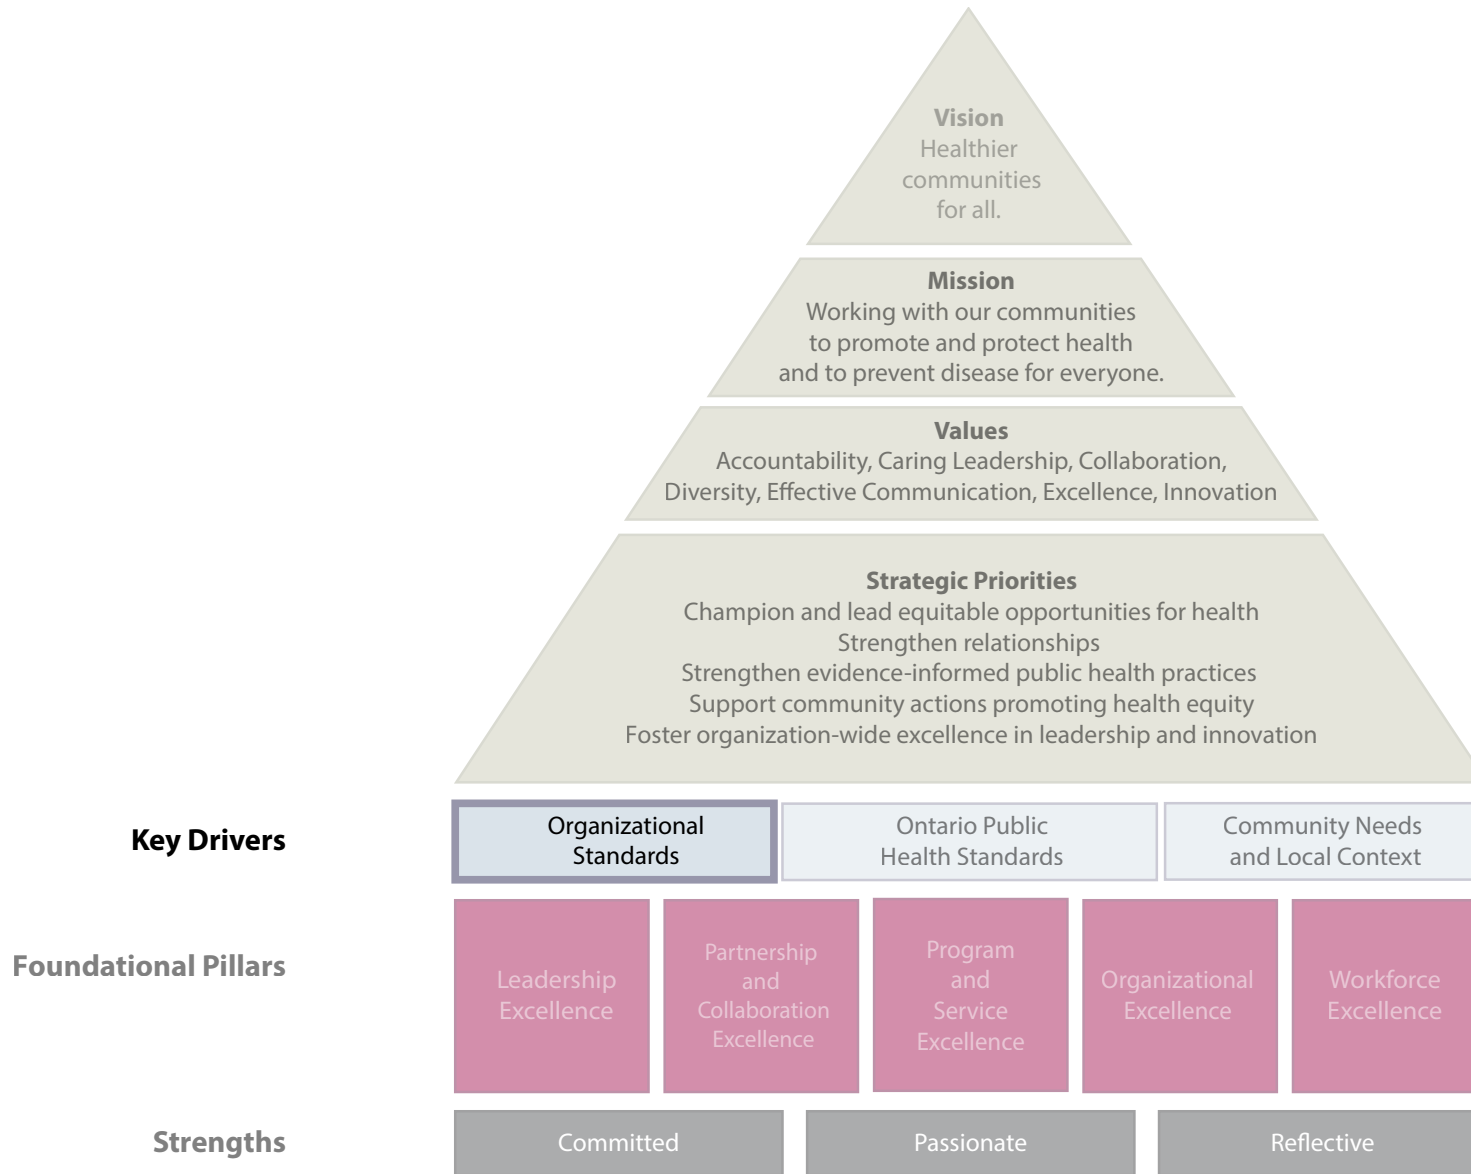 Vision
Healthier
communities
for all.
Mission
Working with our communities
to promote and protect health
and to prevent disease for everyone.
Values
Accountability, Caring Leadership, Collaboration,
Diversity, Effective Communication, Excellence, Innovation
Strategic Priorities
Champion and lead equitable opportunities for health
Strengthen relationships
Strengthen evidence-informed public health practices
Support community actions promoting health equity
Foster organization-wide excellence in leadership and innovation
Key Drivers
Organizational
Standards
Ontario Public
Health Standards
Community Needs
and Local Context
Foundational Pillars
Leadership
Excellence
Partnership
and
Collaboration
Excellence
Program
and
Service
Excellence
Organizational
Excellence
Workforce
Excellence
Strengths
Committed
Passionate
Reflective